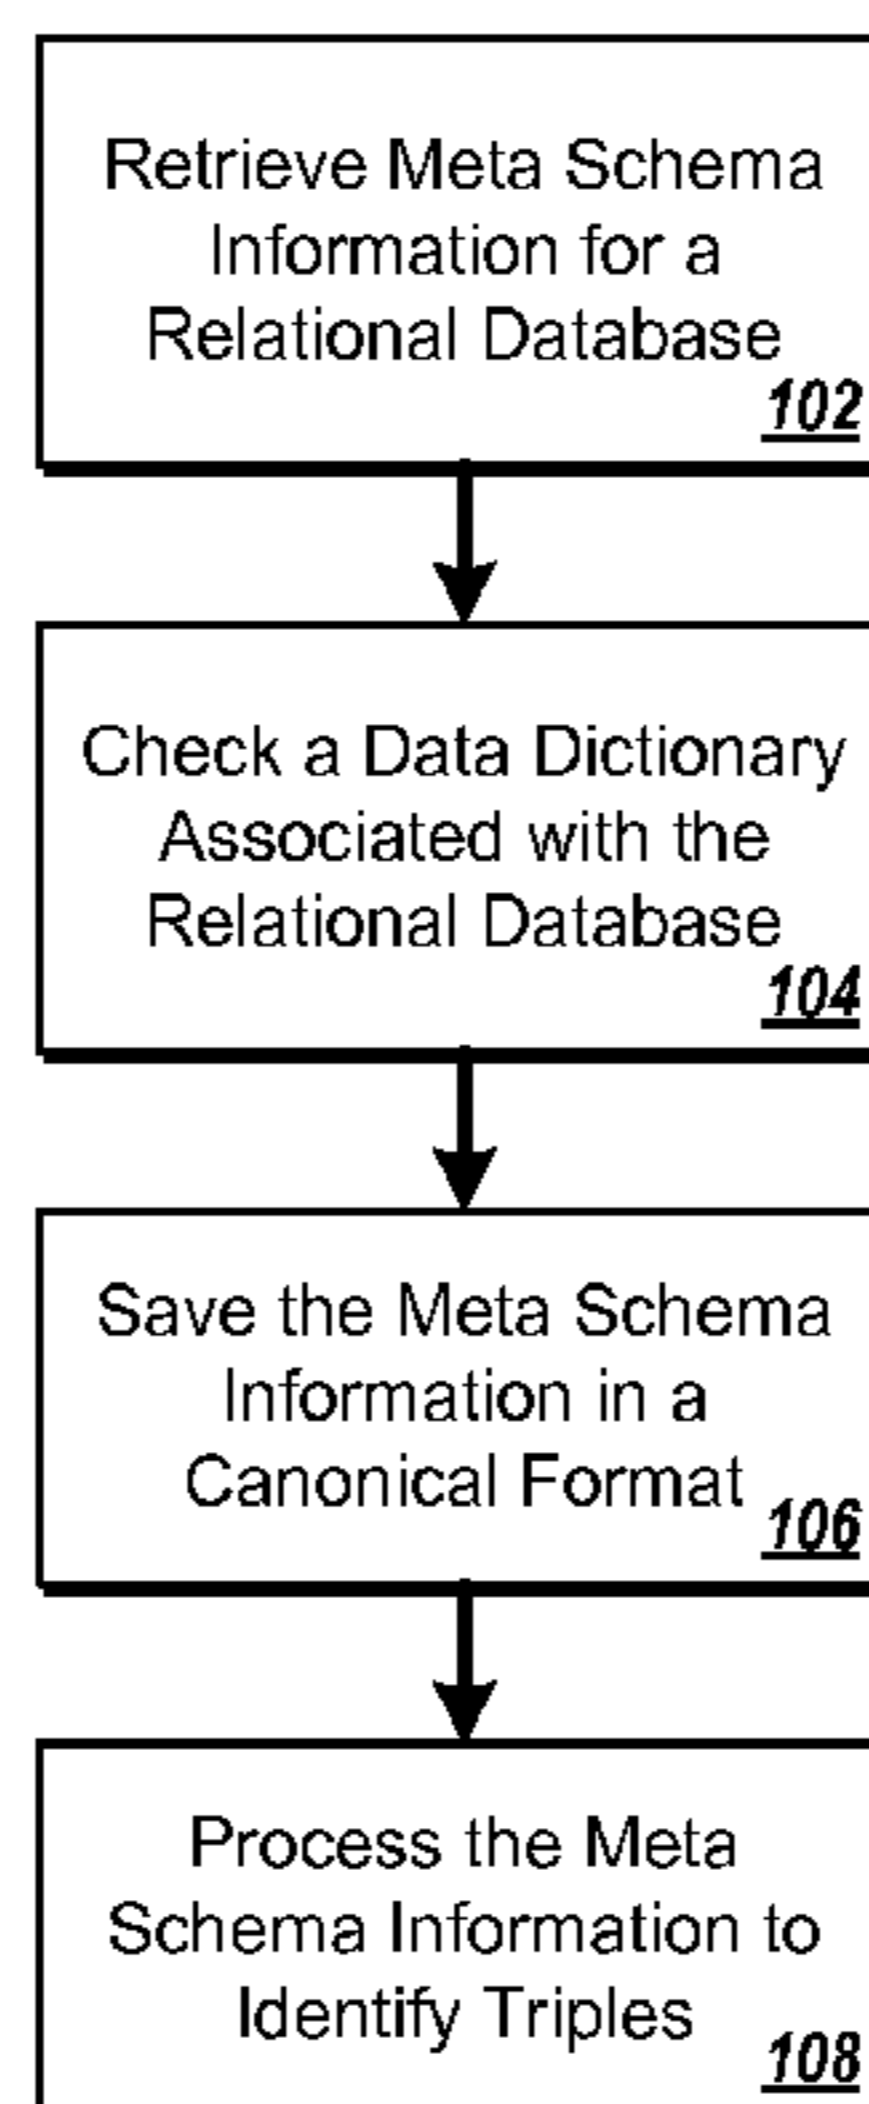 Retrieve Meta Schema
Information for a
Relational Database
102
Check a Data Dictionary
Associated with the
Relational Database
104
Save the Meta Schema
Information in a
Canonical Format
106
Process the Meta
Schema Information to
Identify Triples
108